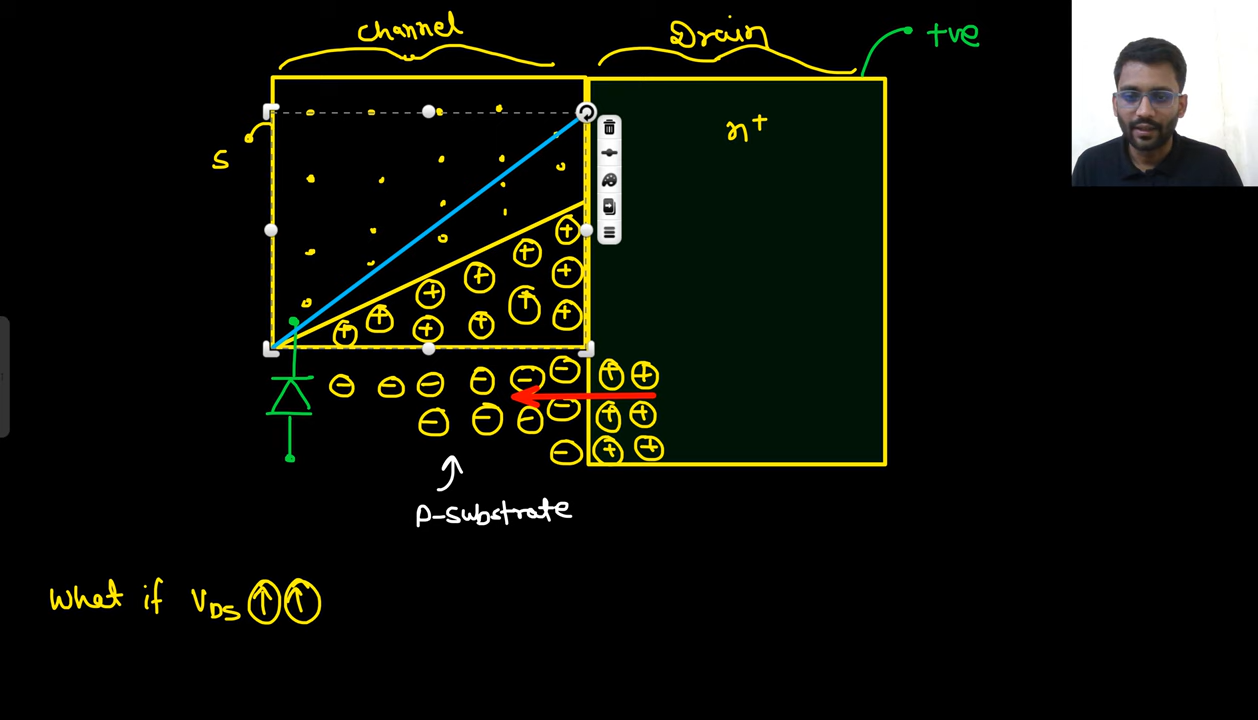 Channel
Drain
+ve
n+
S
P-substrate
What if VDS ↑ ↑